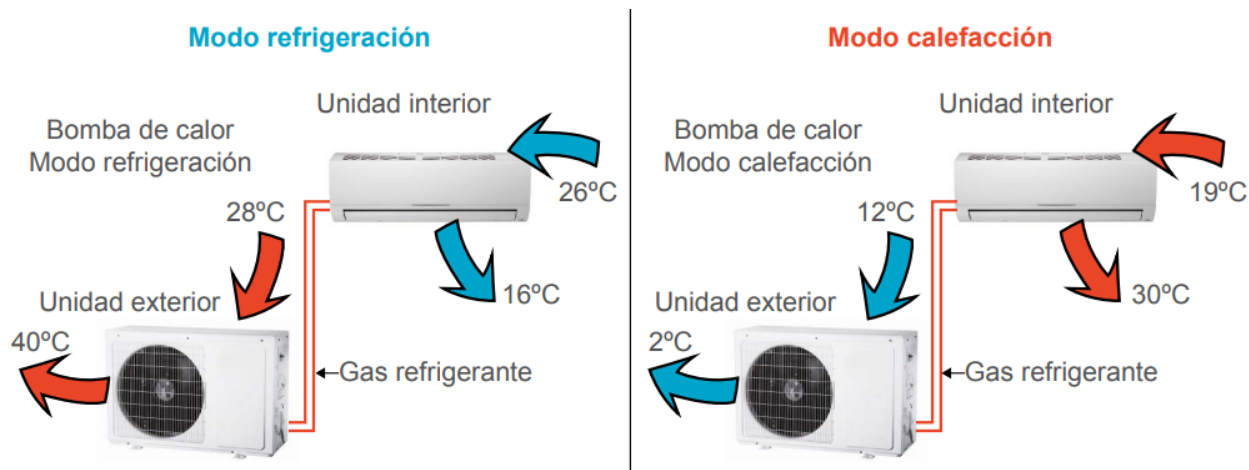 Modo refrigeración
Unidad interior
Bomba de calor
Modo refrigeración
26ºC
28ºC
16ºC
Unidad exterior
40ºC
Gas refrigerante
Modo calefacción
Unidad interior
Bomba de calor
Modo calefacción
19ºC
12ºC
30ºC
Unidad exterior
2ºC
Gas refrigerante